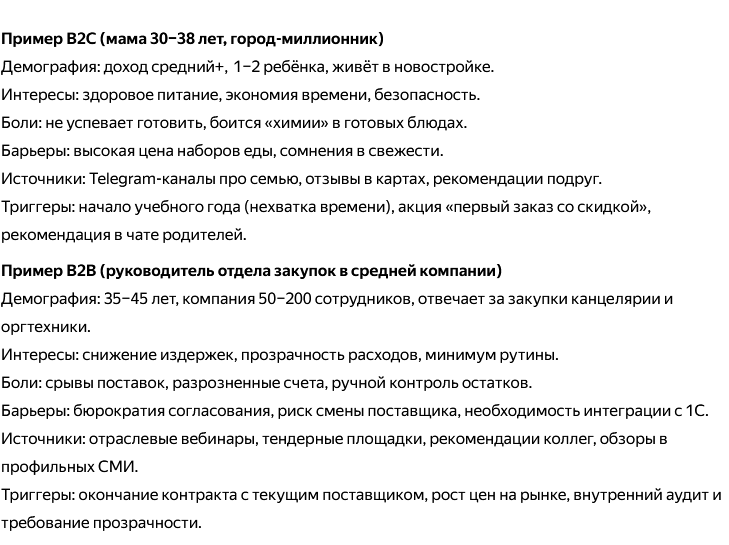 Пример B2C (мама 30–38 лет, город-миллионник)
Демография: доход средний+, 1–2 ребёнка, живёт в новостройке.
Интересы: здоровое питание, экономия времени, безопасность.
Боли: не успевает готовить, боится «химии» в готовых блюдах.
Барьеры: высокая цена наборов еды, сомнения в свежести.
Источники: Telegram-каналы про семью, отзывы в картах, рекомендации подруг.
Триггеры: начало учебного года (нехватка времени), акция «первый заказ со скидкой»,
рекомендация в чате родителей.
Пример B2B (руководитель отдела закупок в средней компании)
Демография: 35–45 лет, компания 50–200 сотрудников, отвечает за закупки канцелярии и
оргтехники.
Интересы: снижение издержек, прозрачность расходов, минимум рутины.
Боли: срывы поставок, разрозненные счета, ручной контроль остатков.
Барьеры: бюрократия согласования, риск смены поставщика, необходимость интеграции с 1С.
Источники: отраслевые вебинары, тендерные площадки, рекомендации коллег, обзоры в
профильных СМИ.
Триггеры: окончание контракта с текущим поставщиком, рост цен на рынке, внутренний аудит и
требование прозрачности.